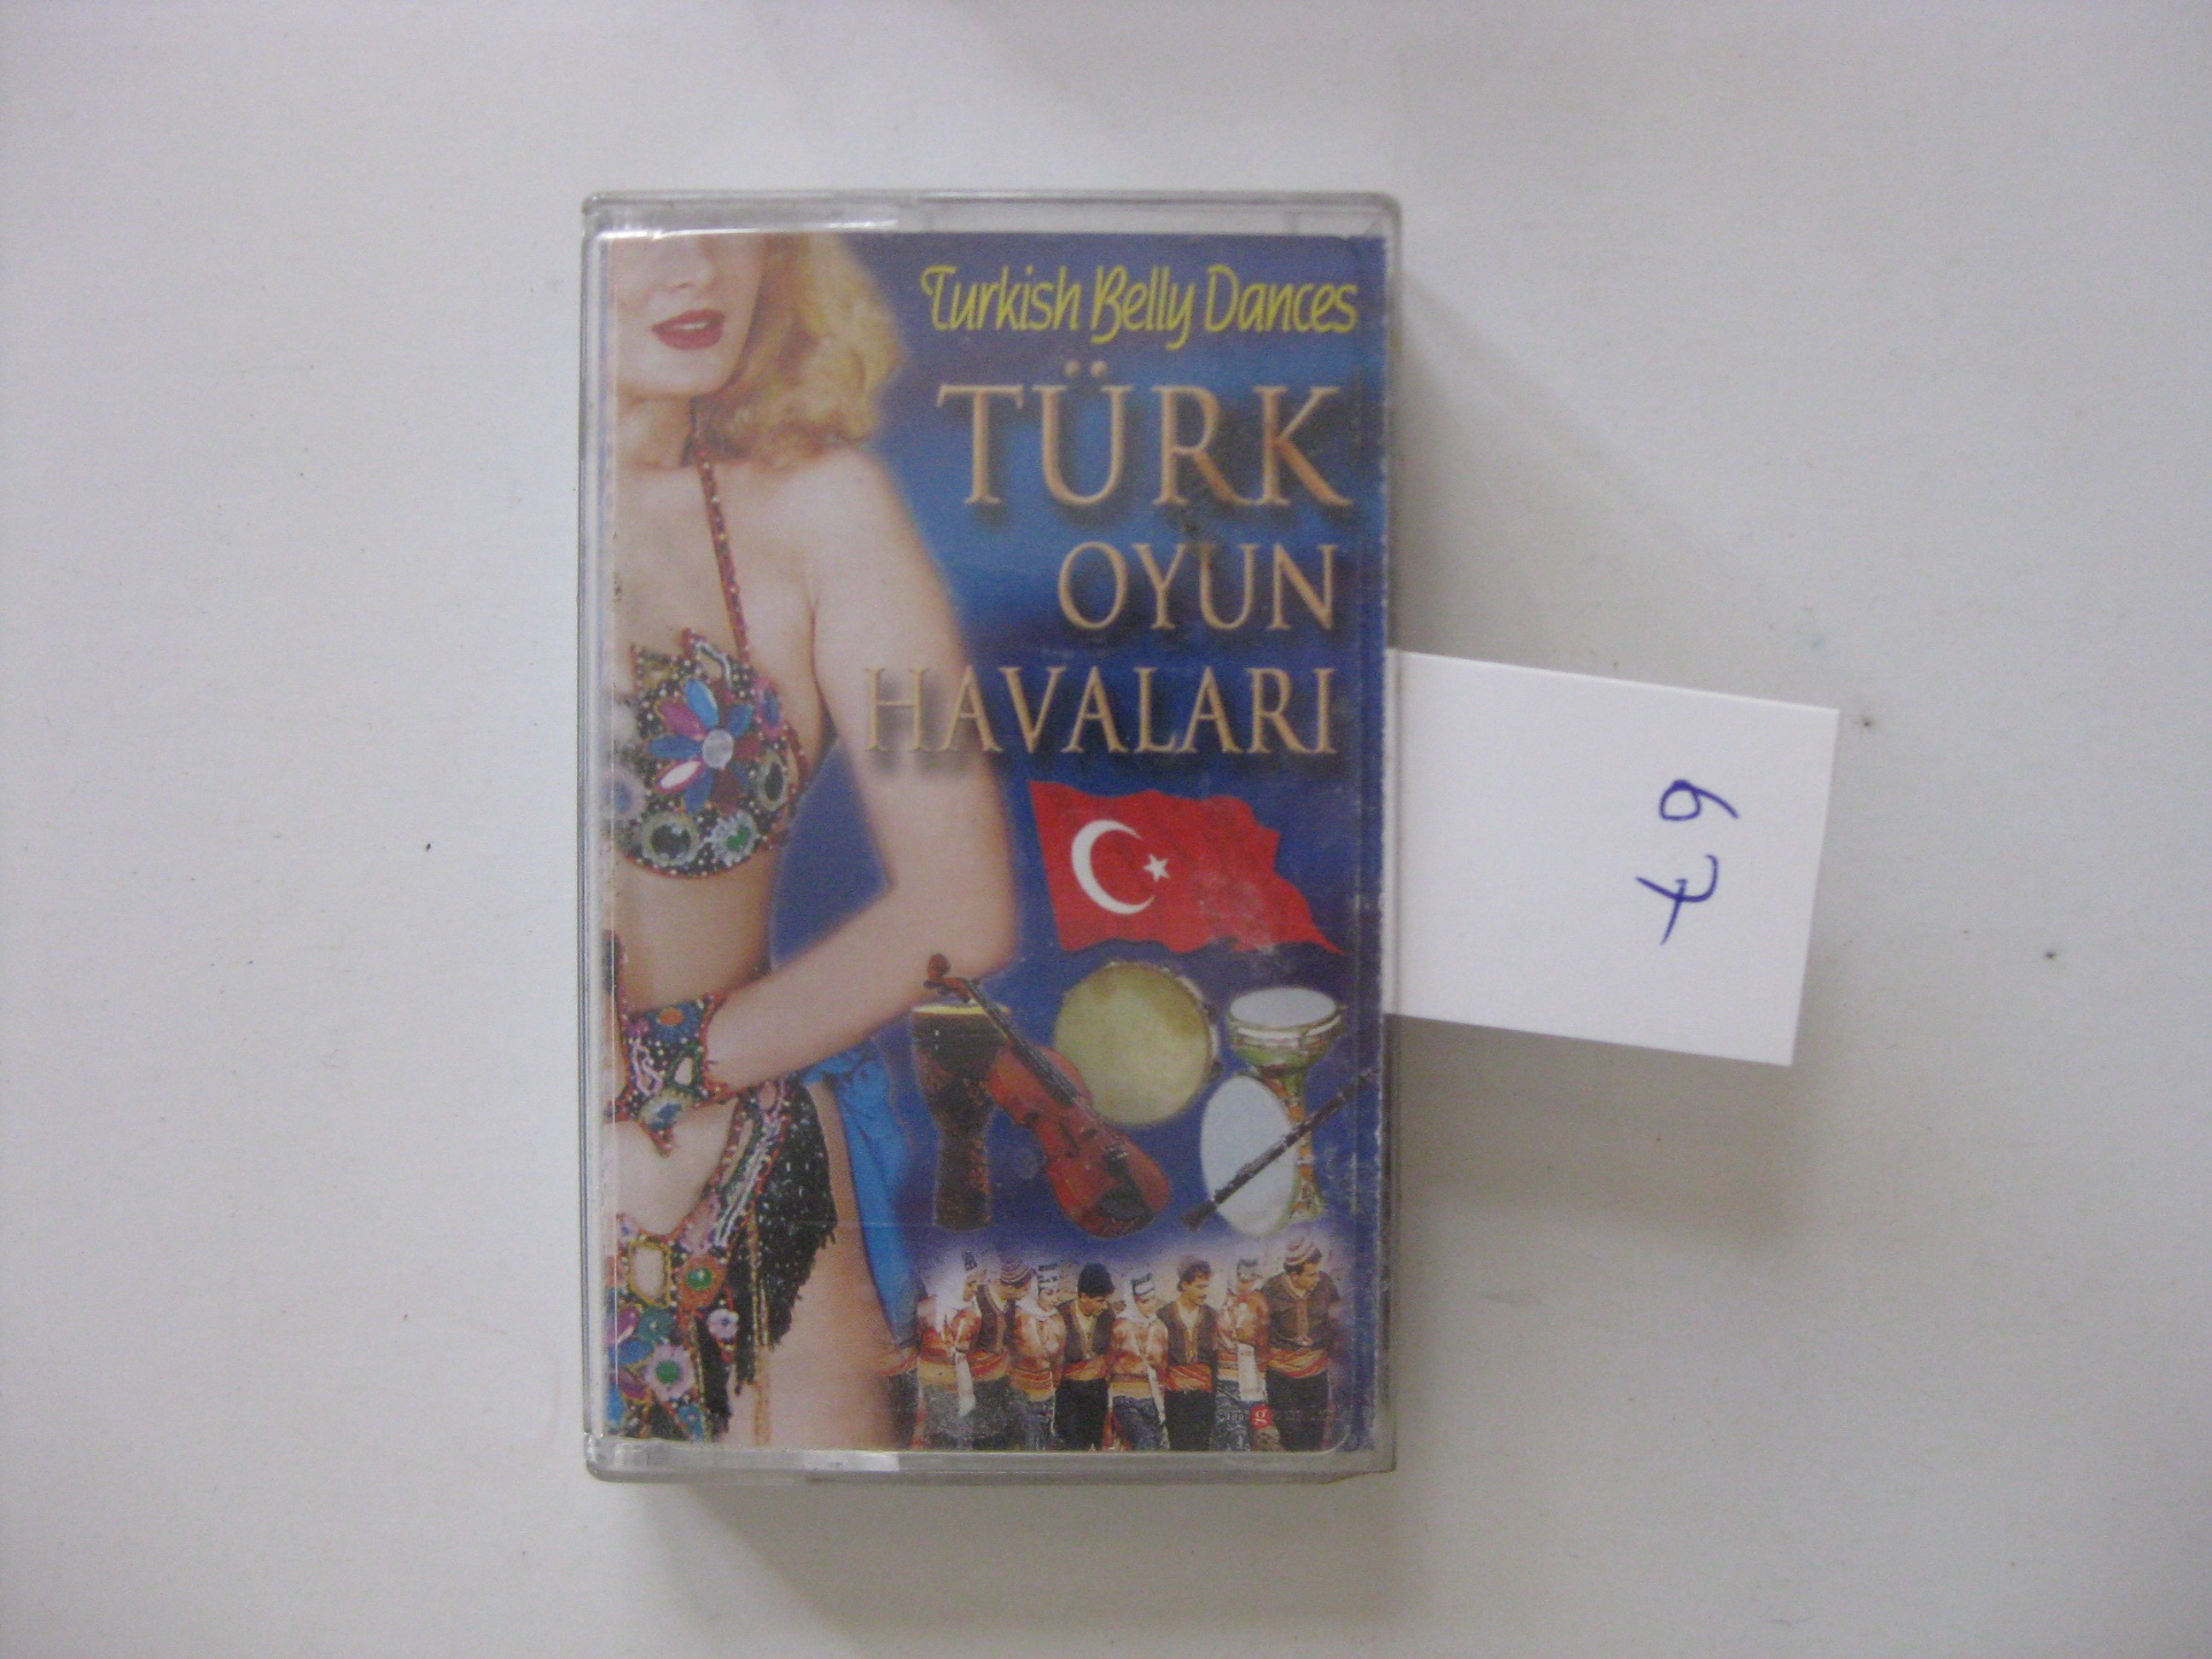 Turkish Belly Dances
TÜRK
OYUN
HAVALARI
67